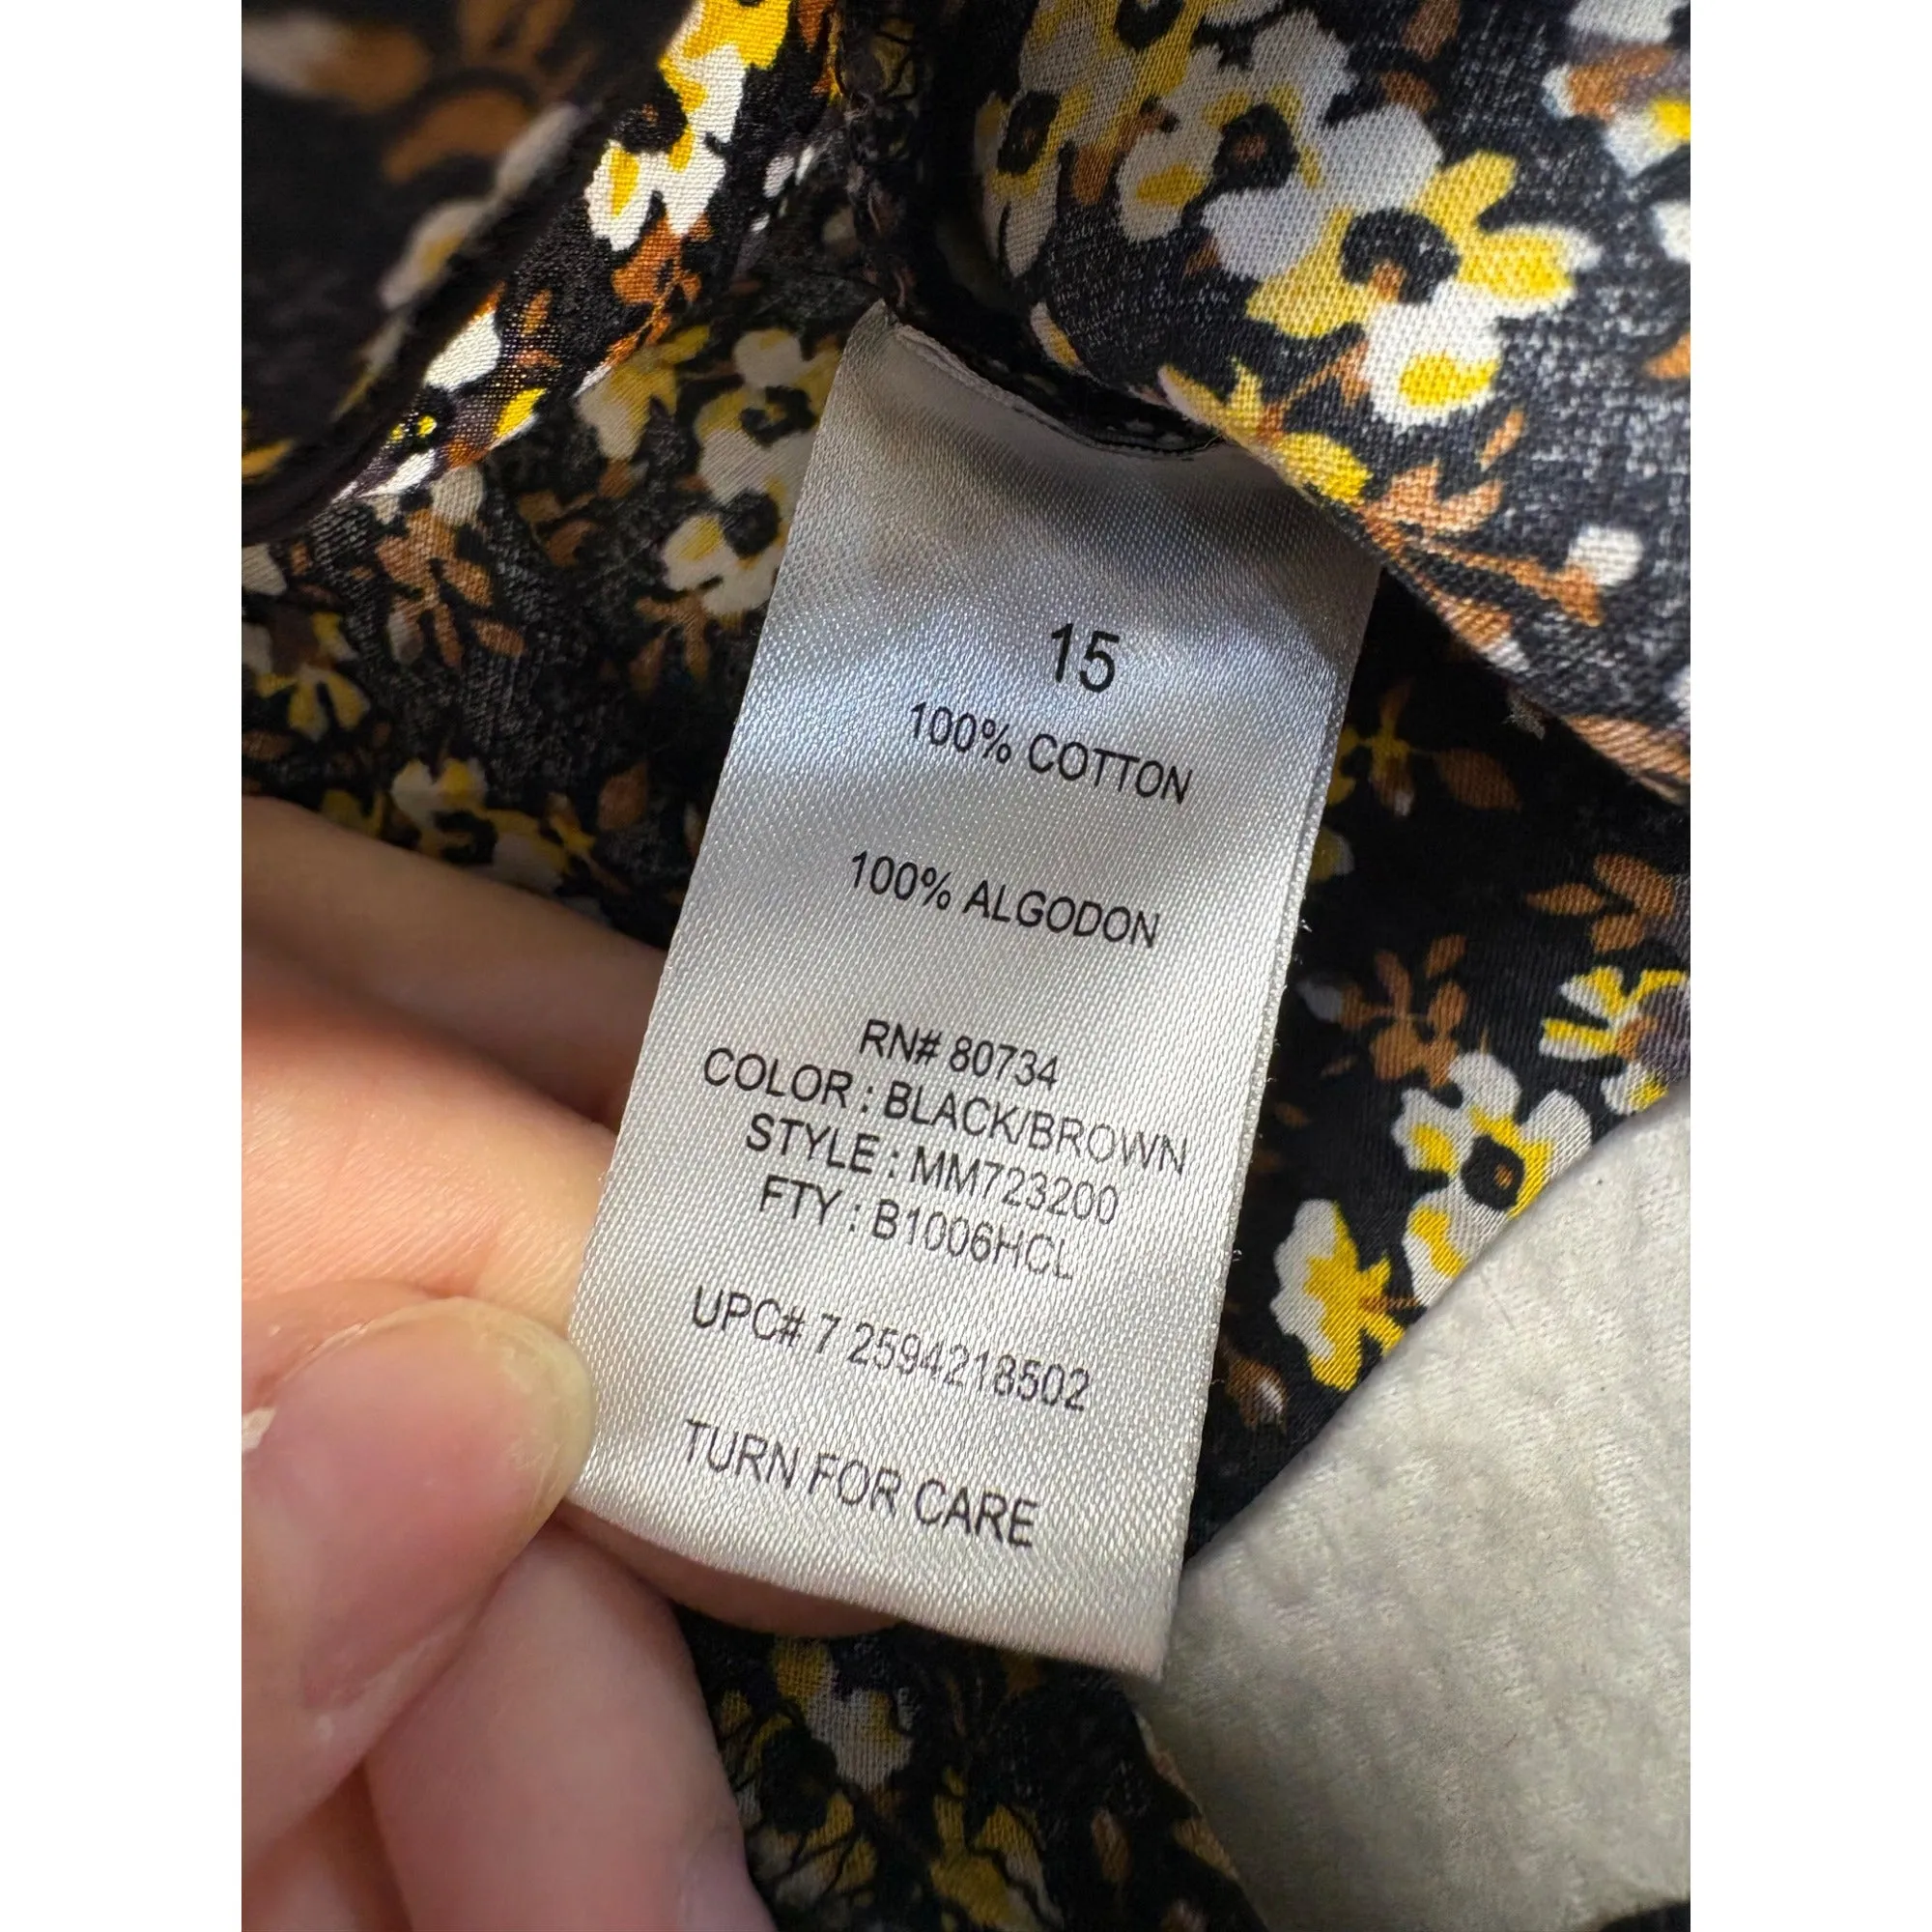 15
100% COTTON
100% ALGODON
RN# 80734
COLOR : BLACK/BROWN
STYLE : MM723200
FTY : B1006HCL
UPC# 7 2594218502
TURN FOR CARE